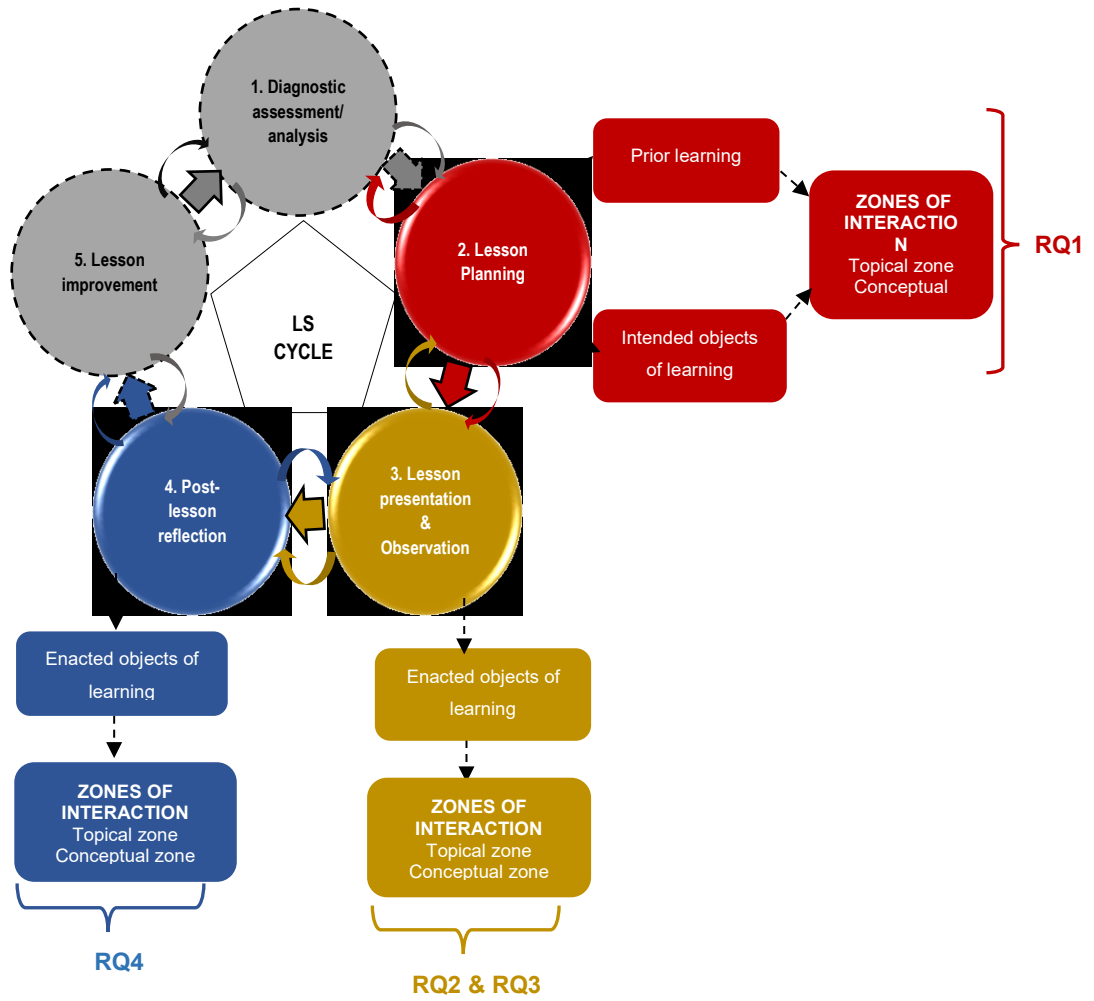 1. Diagnostic
assessment/
analysis
Prior learning
ZONES OF
INTERACTIO
N
Topical zone
Conceptual
RQ1
2. Lesson
Planning
5. Lesson
improvement
LS
CYCLE
Intended objects
of learning
4. Post-
lesson
reflection
3. Lesson
presentation
&
Observation
Enacted objects of
learning
Enacted objects of
learning
ZONES OF
INTERACTION
Topical zone
Conceptual zone
ZONES OF
INTERACTION
Topical zone
Conceptual zone
RQ4
RQ2 & RQ3